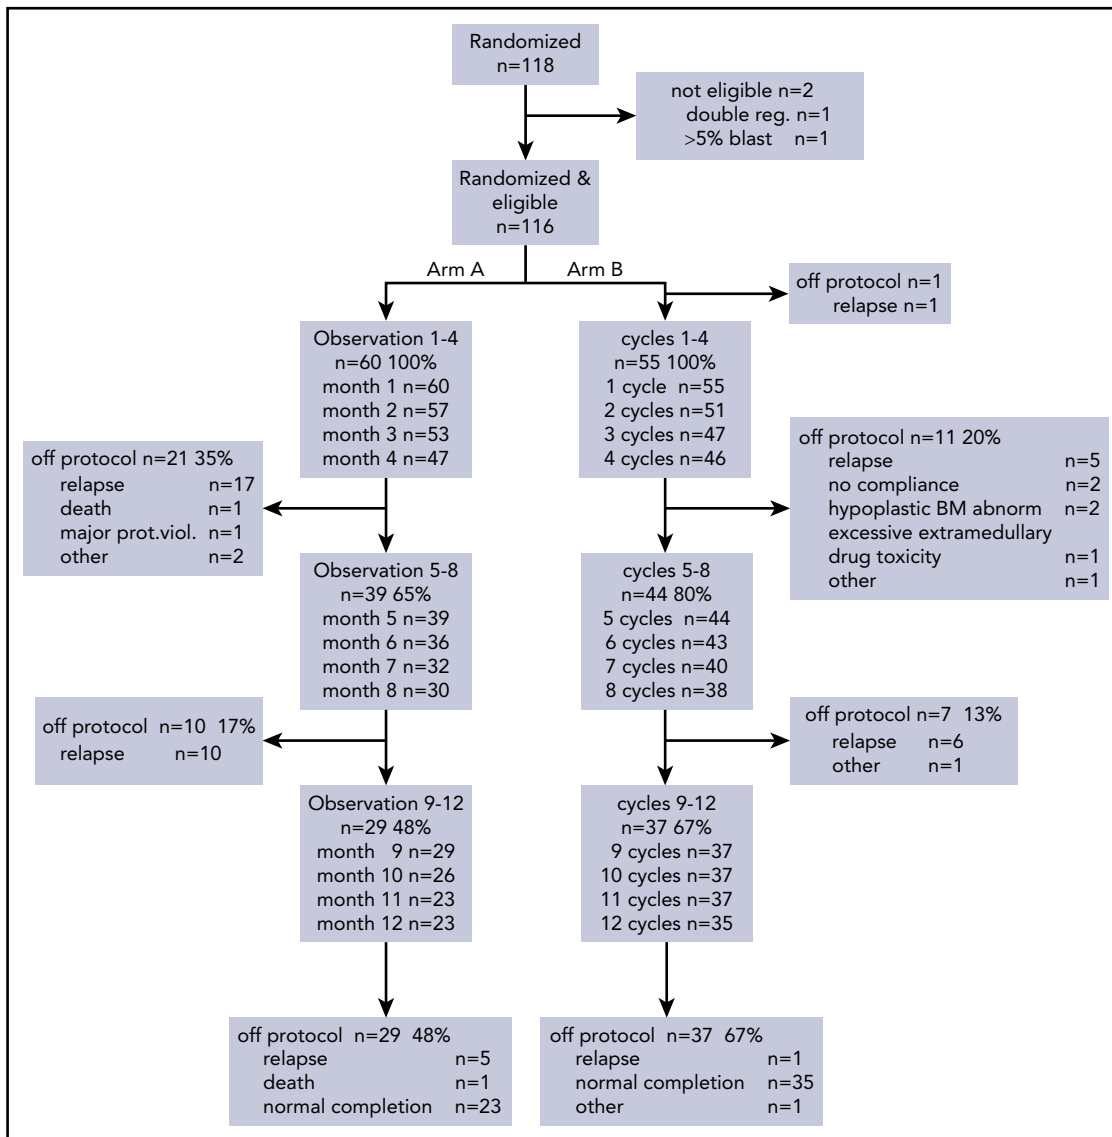 Randomized
n=118
not eligible n=2
double reg. n=1
>5% blast n=1
Randomized &
eligible
n=116
Arm A
Arm B
off protocol n=1
relapse n=1
Observation 1-4
n=60 100%
month 1 n=60
month 2 n=57
month 3 n=53
month 4 n=47
cycles 1-4
n=55 100%
1 cycle n=55
2 cycles n=51
3 cycles n=47
4 cycles n=46
off protocol n=21 35%
relapse n=17
death n=1
major prot.viol. n=1
other n=2
off protocol n=11 20%
relapse n=5
no compliance n=2
hypoplastic BM abnorm n=2
excessive extramedullary
drug toxicity n=1
other n=1
Observation 5-8
n=39 65%
month 5 n=39
month 6 n=36
month 7 n=32
month 8 n=30
cycles 5-8
n=44 80%
5 cycles n=44
6 cycles n=43
7 cycles n=40
8 cycles n=38
off protocol n=10 17%
relapse n=10
off protocol n=7 13%
relapse n=6
other n=1
Observation 9-12
n=29 48%
month 9 n=29
month 10 n=26
month 11 n=23
month 12 n=23
cycles 9-12
n=37 67%
9 cycles n=37
10 cycles n=37
11 cycles n=37
12 cycles n=35
off protocol n=29 48%
relapse n=5
death n=1
normal completion n=23
off protocol n=37 67%
relapse n=1
normal completion n=35
other n=1